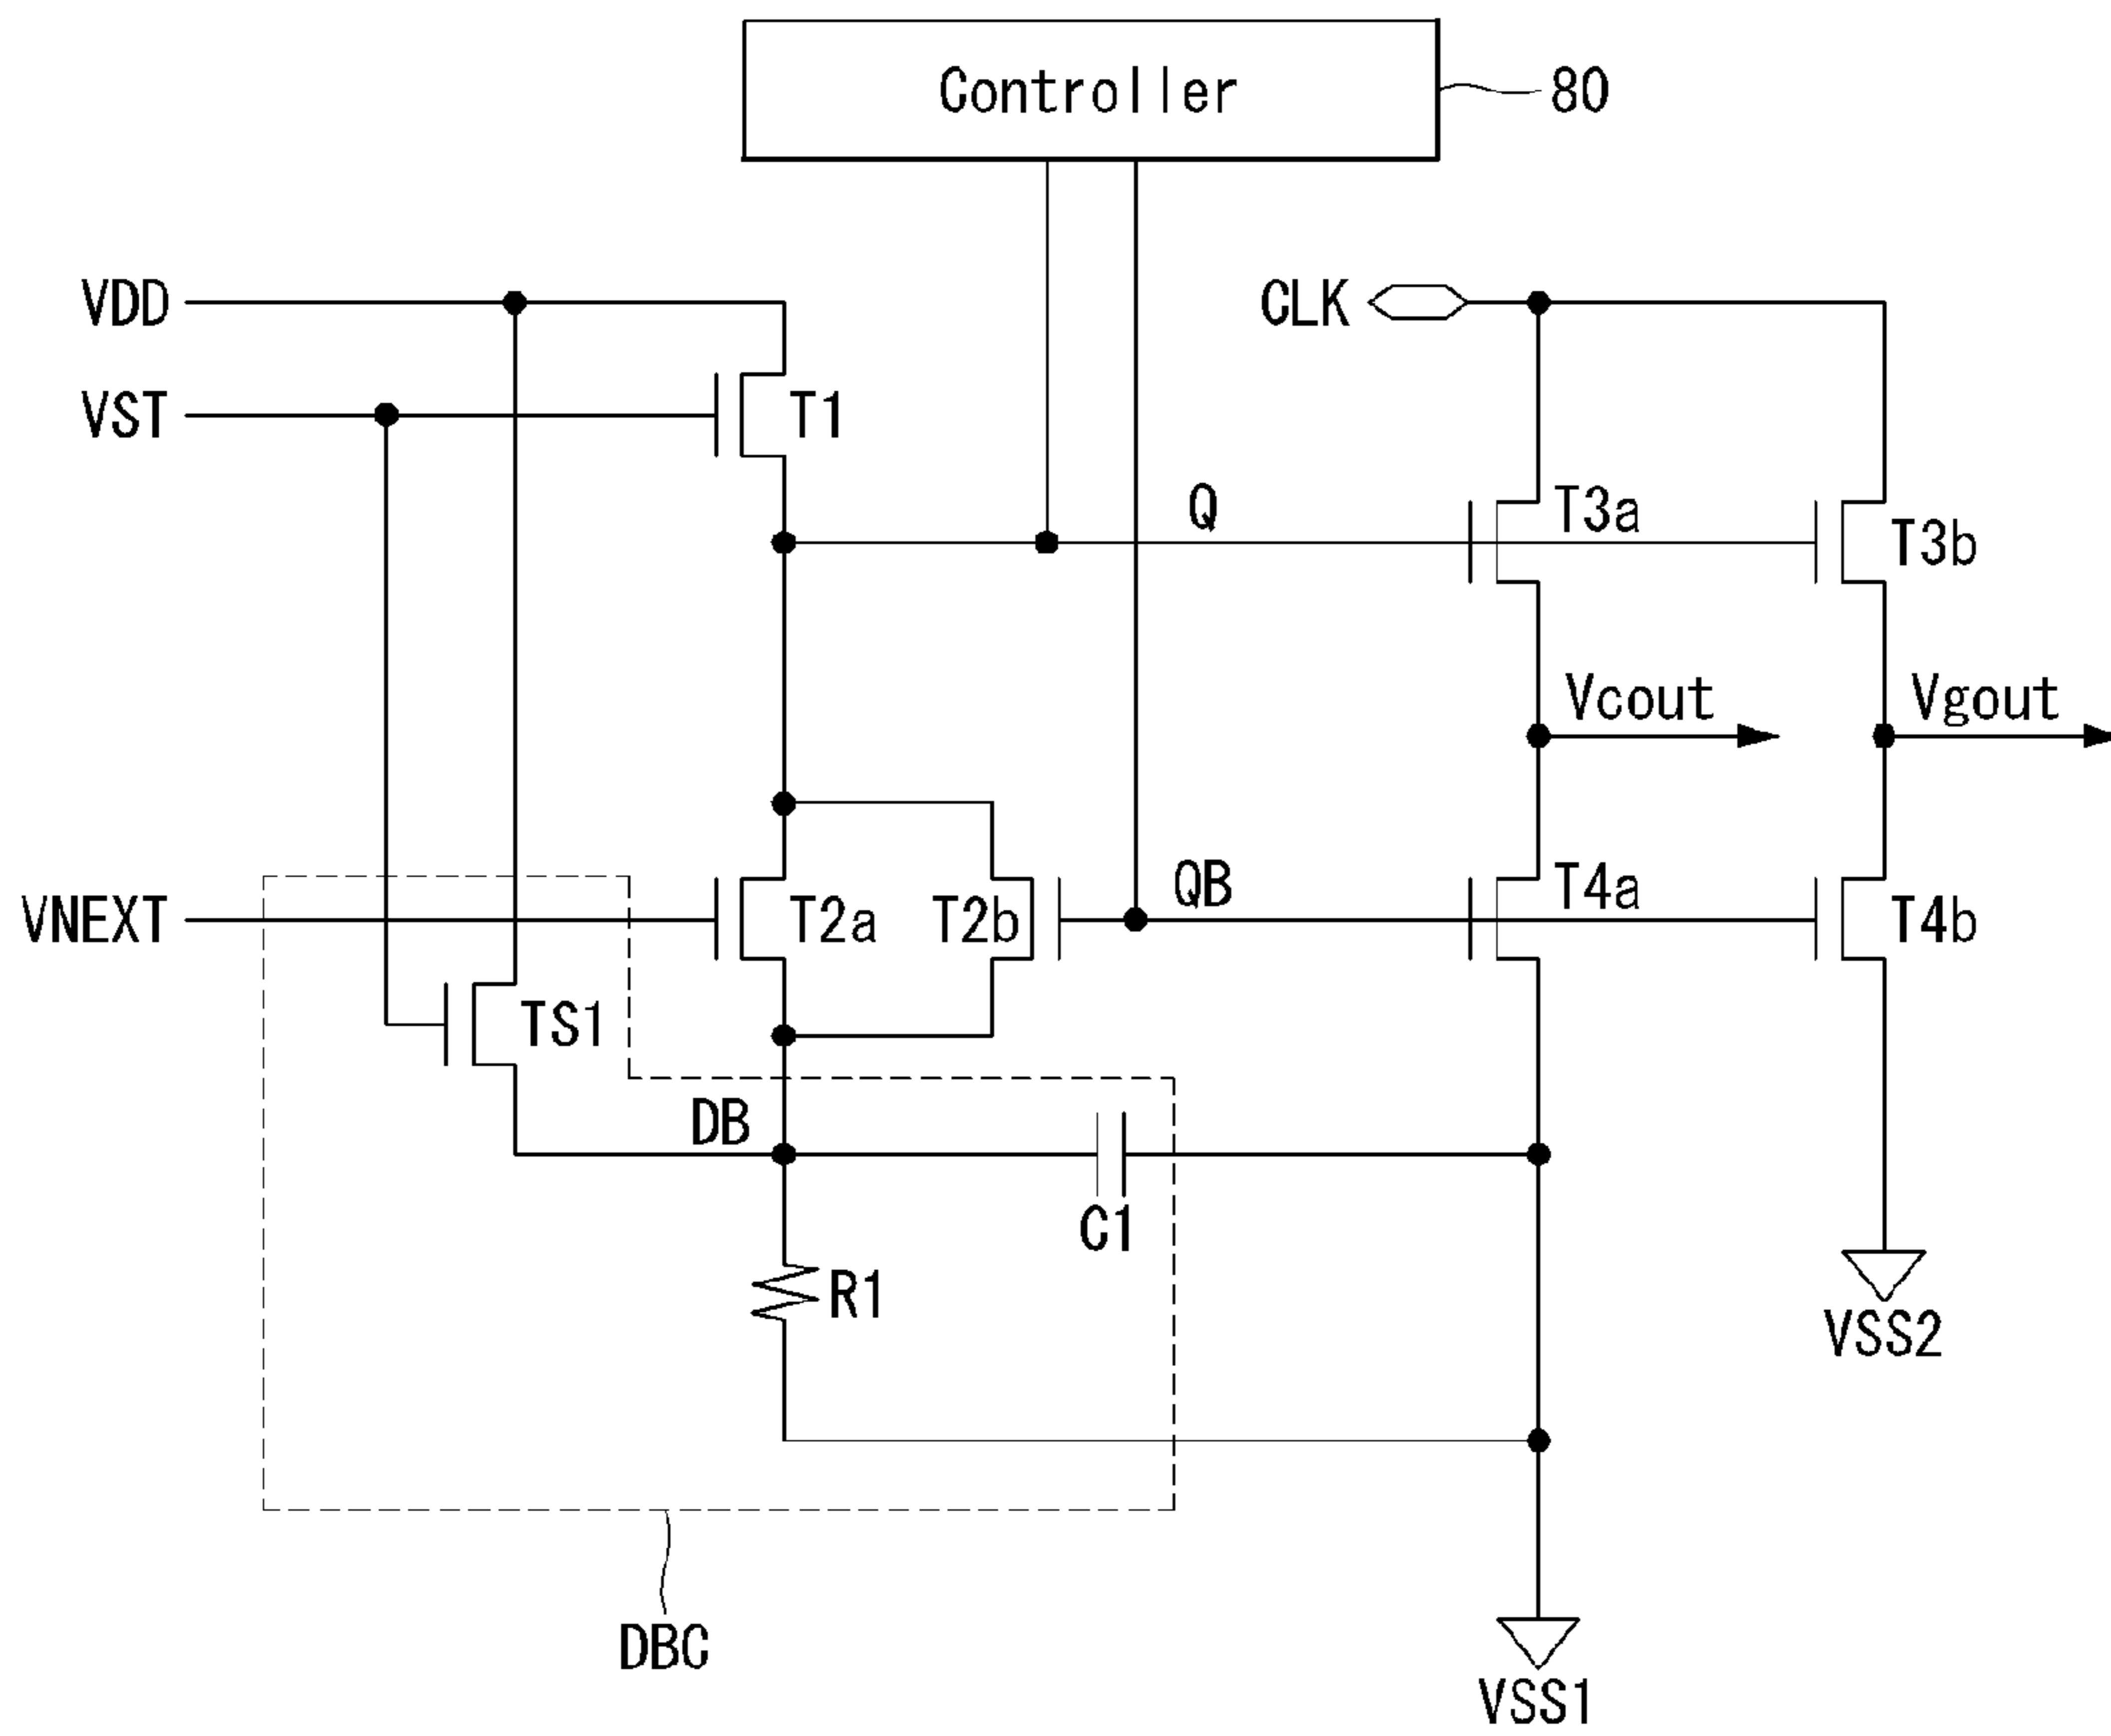 Controller
80
VDD
CLK
VST
T1
Q
T3a
T3b
Vcout
Vgout
VNEXT
T2a
T2b
QB
T4a
T4b
TS1
DB
C1
R1
VSS2
DBC
VSS1